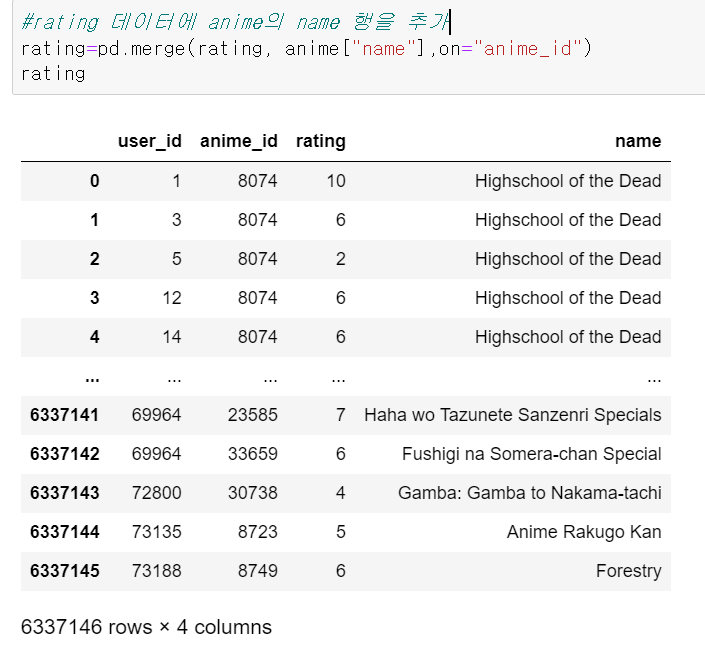 #rating 데이터에 anime의 name 행을 추가
rating=pd.merge(rating, anime["name"],on="anime_id")
rating
user_id anime_id rating name
0 1 8074 10 Highschool of the Dead
1 3 8074 6 Highschool of the Dead
2 5 8074 2 Highschool of the Dead
3 12 8074 6 Highschool of the Dead
4 14 8074 6 Highschool of the Dead
... ... ... ... ...
6337141 69964 23585 7 Haha wo Tazunete Sanzenri Specials
6337142 69964 33659 6 Fushigi na Somera-chan Special
6337143 72800 30738 4 Gamba: Gamba to Nakama-tachi
6337144 73135 8723 5 Anime Rakugo Kan
6337145 73188 8749 6 Forestry
6337146 rows × 4 columns